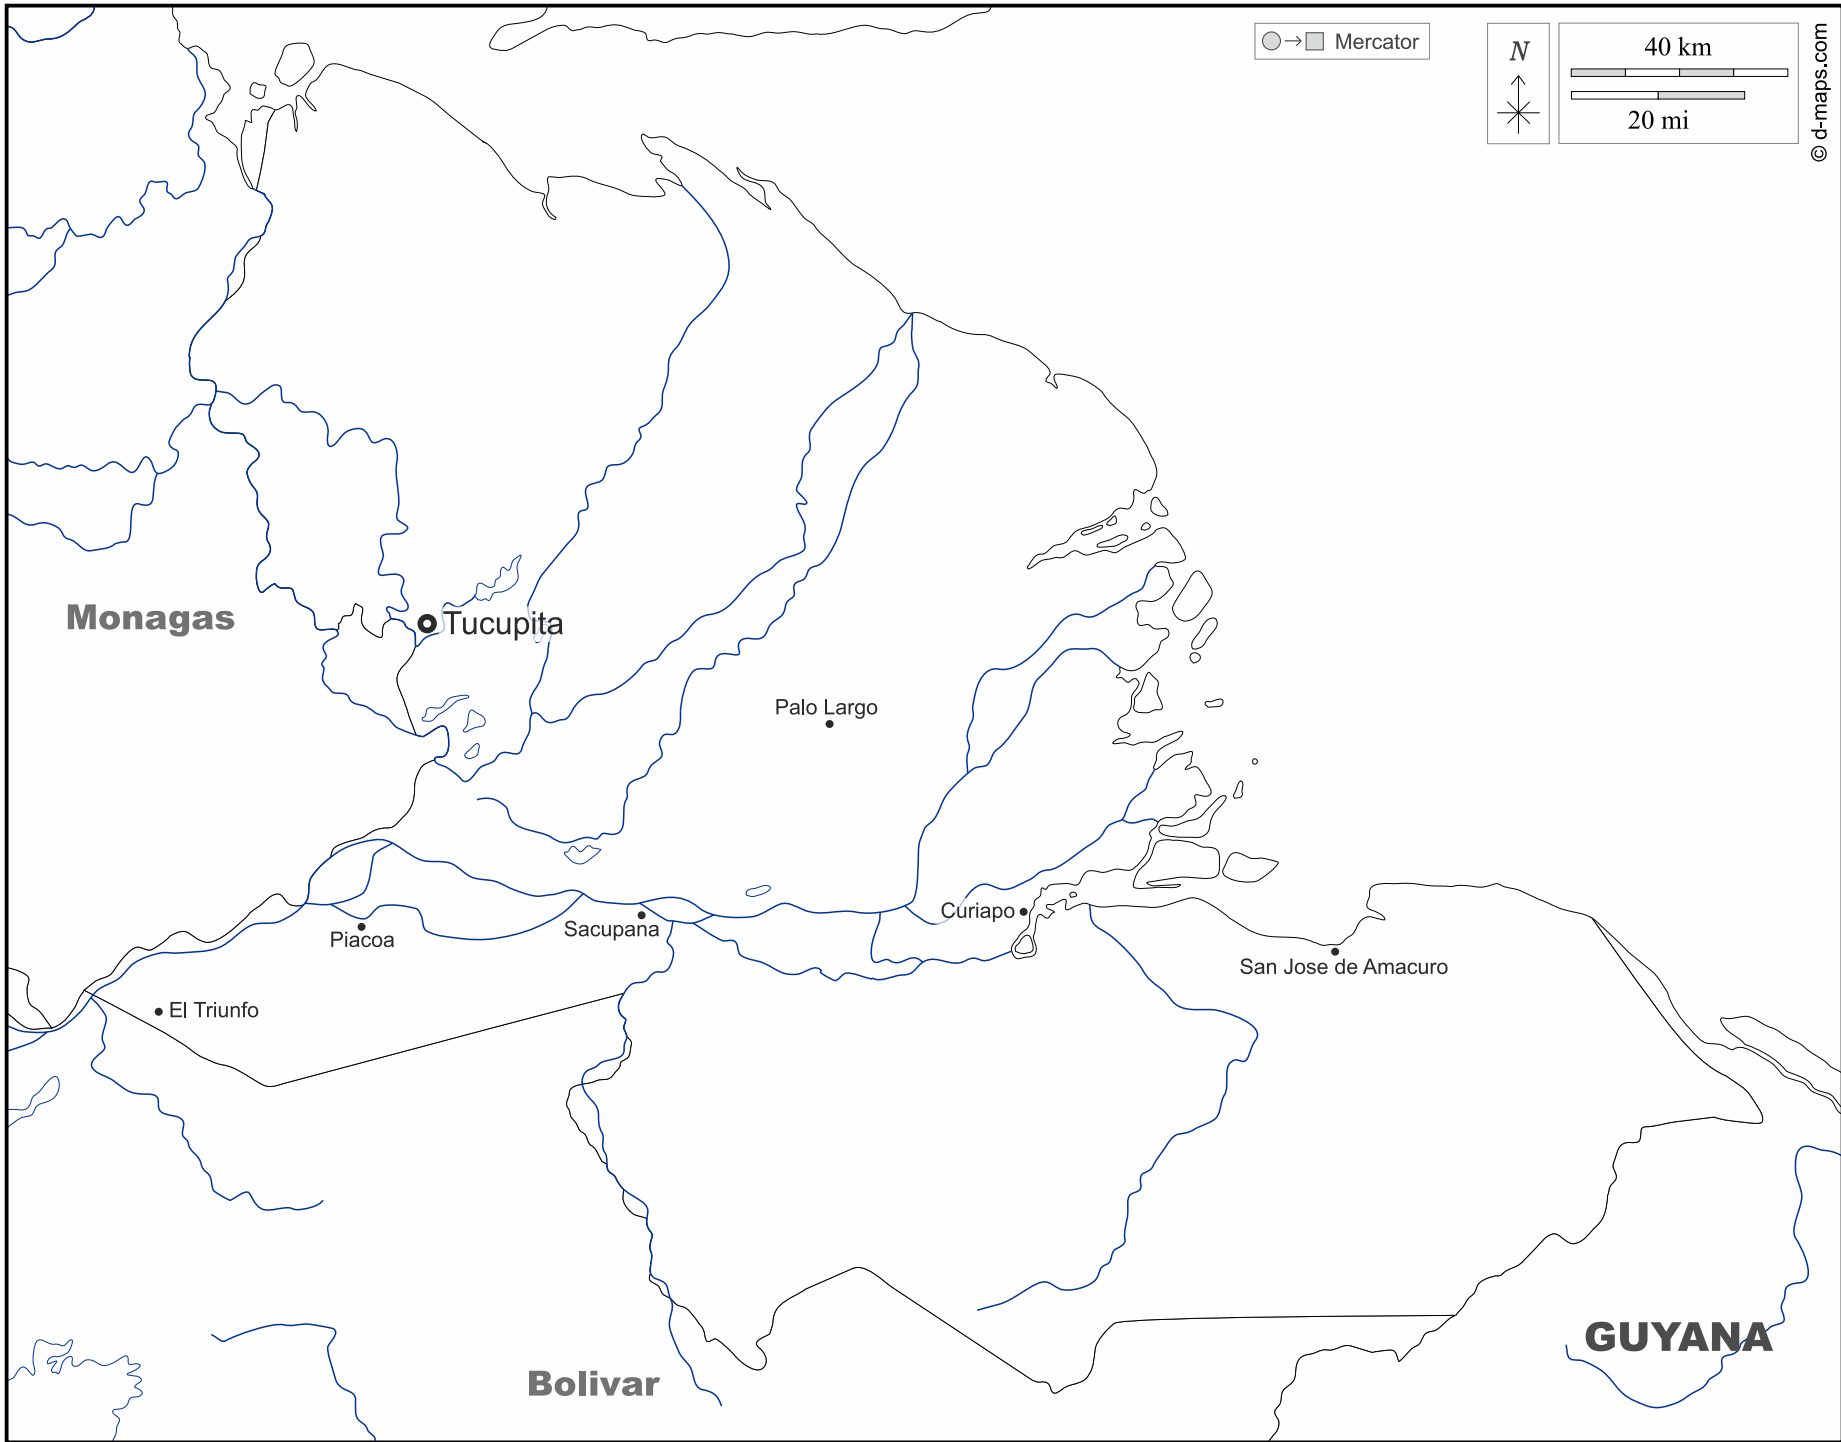 Mercator
N
40 km
20 mi
© d-maps.com
Monagas
Tucupita
Palo Largo
Curiapo
Sacupana
Piacoa
San Jose de Amacuro
El Triunfo
GUYANA
Bolivar